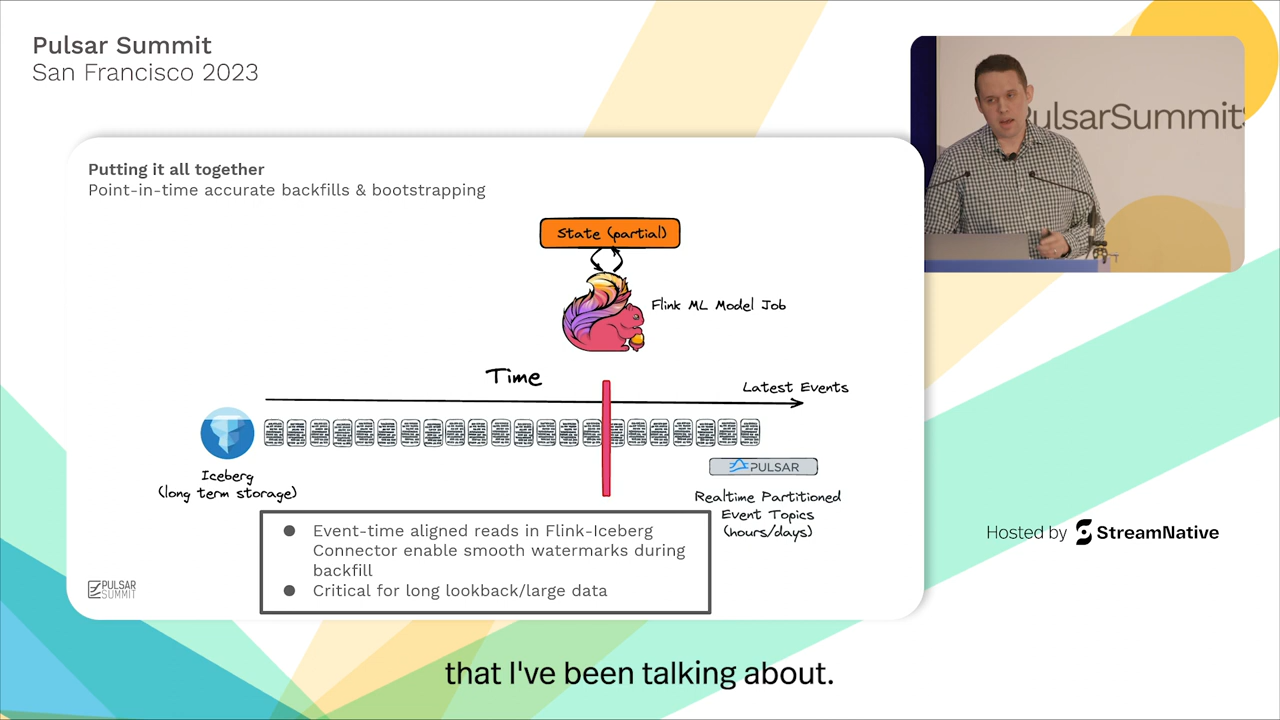 Pulsar Summit
San Francisco 2023
PulsarSummit
Putting it all together
Point-in-time accurate backfills & bootstrapping
State (partial)
Flink ML Model Job
Time
Latest Events
Iceberg
(long term storage)
PULSAR
Realtime Partitioned
Event Topics
(hours/days)
● Event-time aligned reads in Flink-Iceberg
Connector enable smooth watermarks during
backfill
● Critical for long lookback/large data
PULSAR
SUMMIT
Hosted by StreamNative
that I've been talking about.